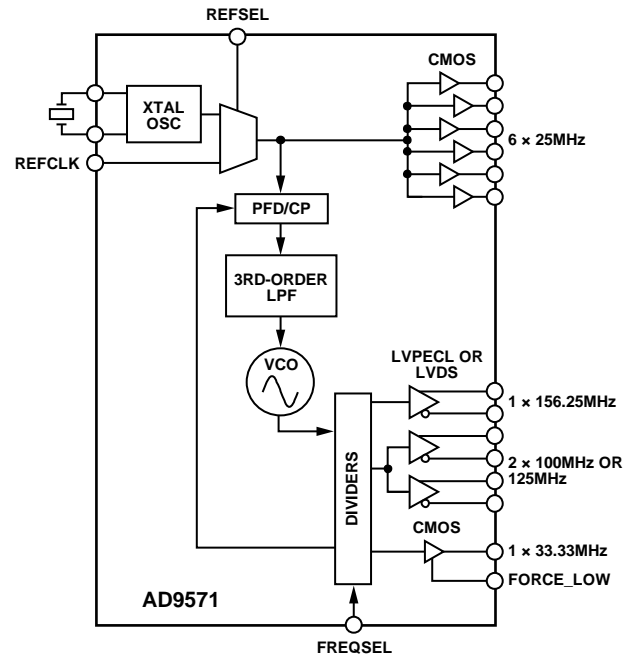 REFSEL
CMOS
XTAL
OSC
REFCLK
6 × 25MHz
PFD/CP
3RD-ORDER
LPF
VCO
LVPECL OR
LVDS
1 × 156.25MHz
2 × 100MHz OR
125MHz
DIVIDERS
CMOS
1 × 33.33MHz
FORCE_LOW
AD9571
FREQSEL